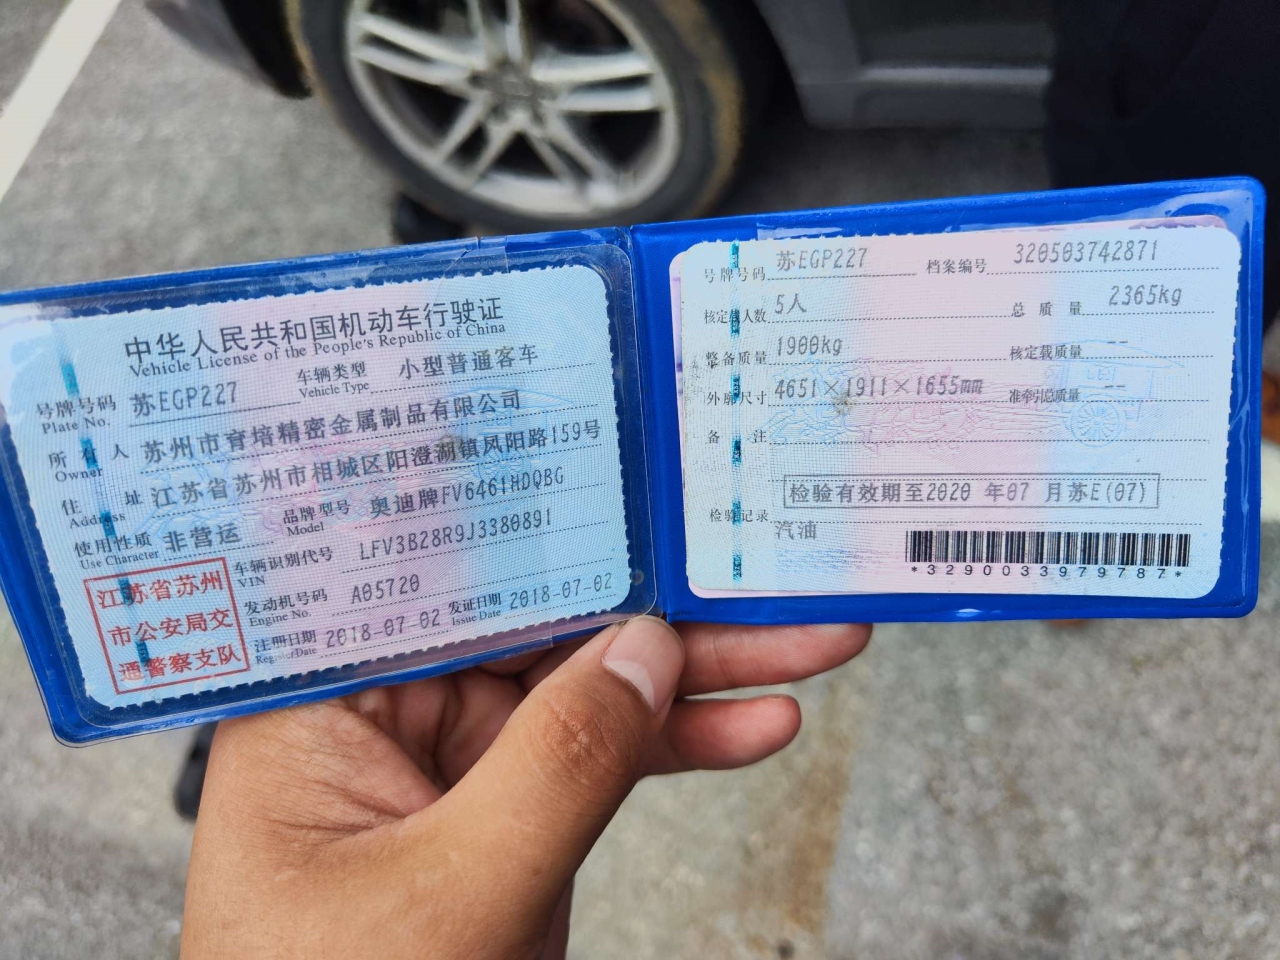 中华人民共和国机动车行驶证
Vehicle License of the People's Republic of China
号牌号码 苏EGP227 车辆类型 小型普通客车
Plate No. Vehicle Type
所有人 苏州市育培精密金属制品有限公司
Owner
住址 江苏省苏州市相城区阳澄湖镇凤阳路159号
Address
使用性质 非营运 品牌型号 奥迪牌FV6461HDQBG
Use Character Model
江苏省苏州
市公安局交
通警察支队
车辆识别代号 LFV3B28R9J3380891
VIN
发动机号码 A05720
Engine No.
注册日期 2018-07-02 发证日期 2018-07-02
Register Date Issue Date
号牌号码 苏EGP227 档案编号 320503742871
核定载人数 5人 总质量 2365kg
整备质量 1900kg 核定载质量 --
外廓尺寸 4651×1911×1655mm 准牵引总质量 --
备注
检验有效期至2020 年07 月苏E(07)
检验记录
汽油
*3290033979787*